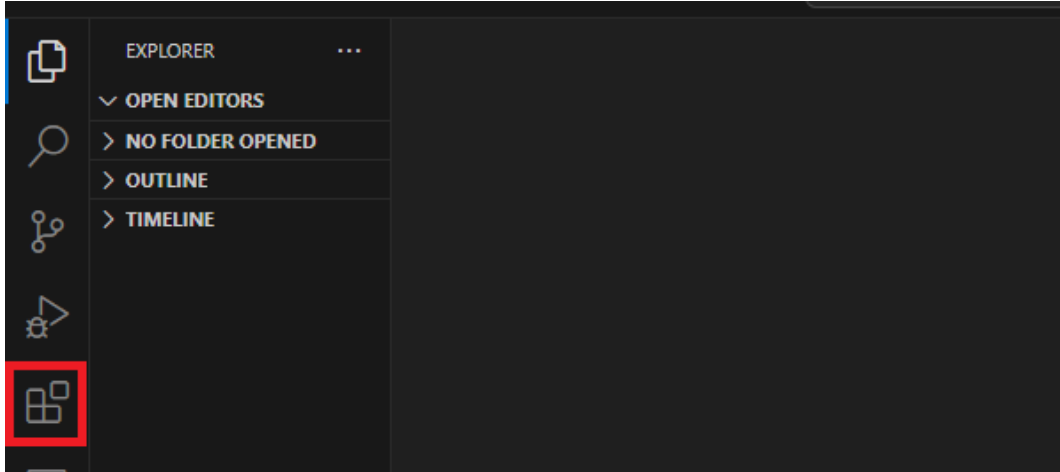 EXPLORER ...
OPEN EDITORS
NO FOLDER OPENED
OUTLINE
TIMELINE